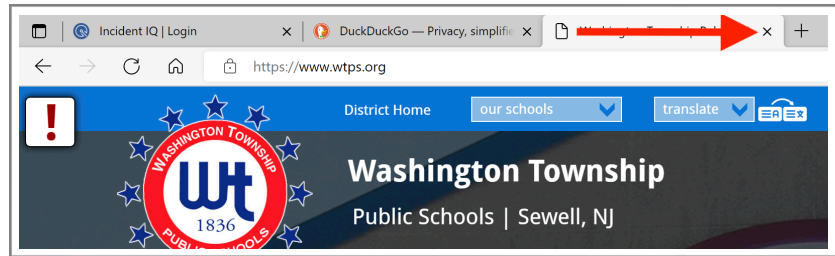 Incident IQ | Login
DuckDuckGo — Privacy, simplifie
https://www.wtps.org
!
District Home
our schools
translate
WASHINGTON TOWNSHIP
wt
1836
PUBLIC SCHOOLS
Washington Township
Public Schools | Sewell, NJ